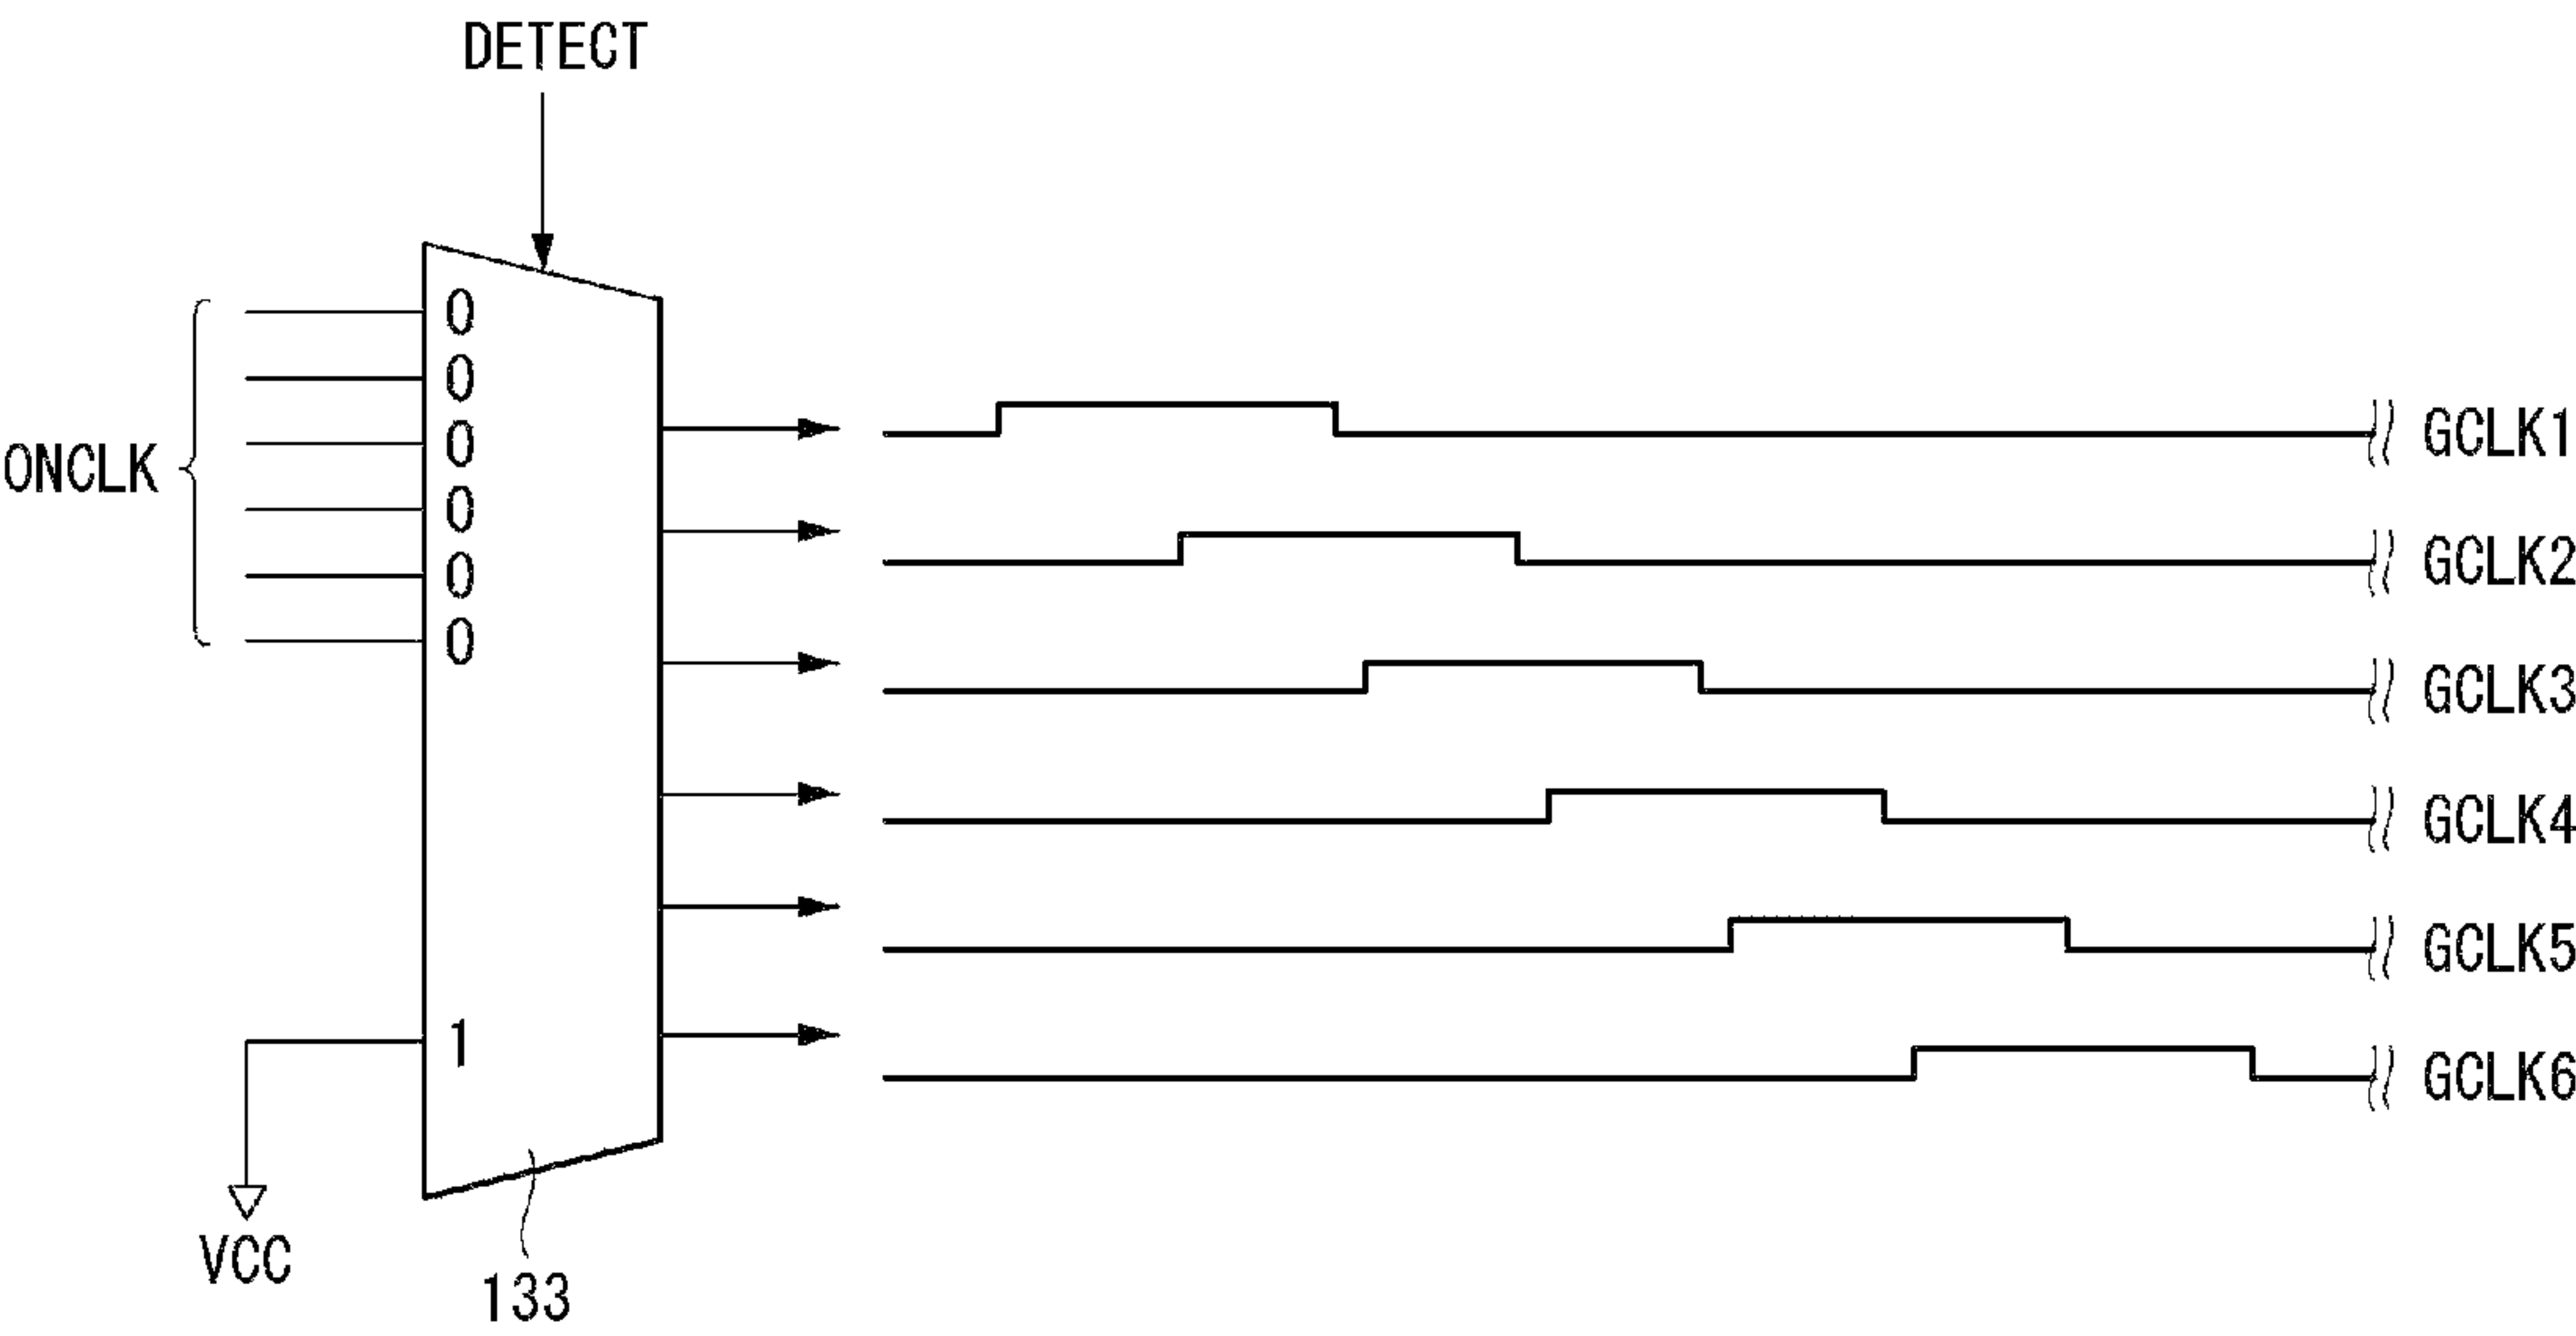 DETECT
0
0
0
ONCLK
0
0
0
1
VCC
133
GCLK1
GCLK2
GCLK3
GCLK4
GCLK5
GCLK6